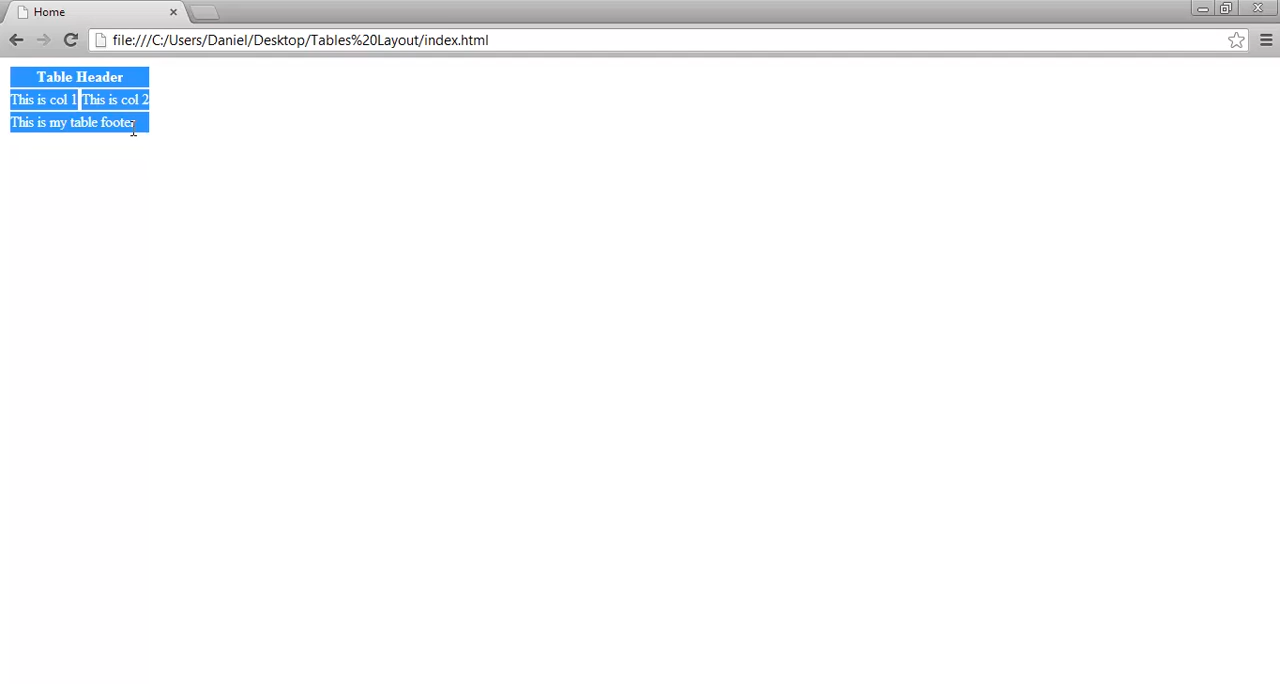 Home
file:///C:/Users/Daniel/Desktop/Tables%20Layout/index.html
Table Header
This is col 1 This is col 2
This is my table footer